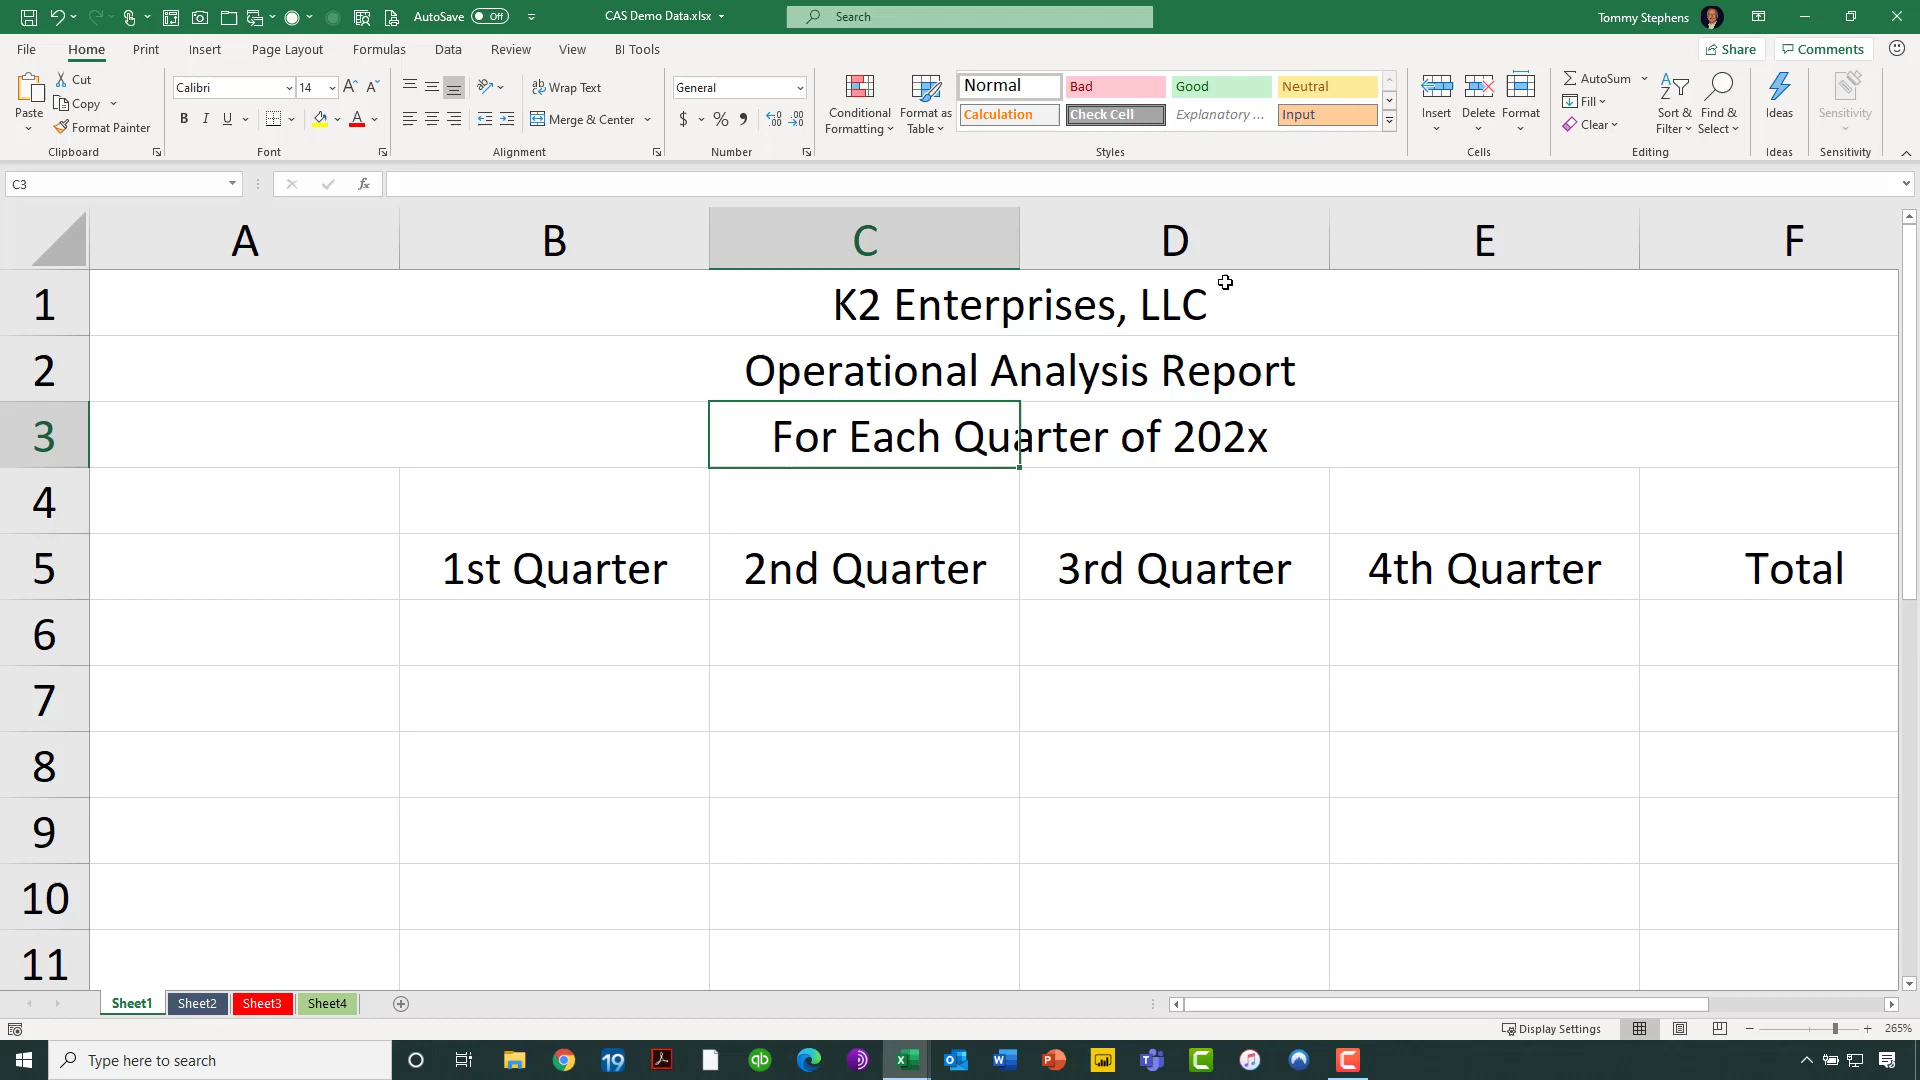 AutoSave Off
CAS Demo Data.xlsx
Search
Tommy Stephens
File Home Print Insert Page Layout Formulas Data Review View BI Tools
Share Comments
Paste
Cut
Copy
Format Painter
Clipboard
Calibri 14
B I U
Font
Wrap Text
Merge & Center
Alignment
General
$ % ,
Number
Conditional Formatting
Format as Table
Normal Bad Good Neutral
Calculation Check Cell Explanatory ... Input
Styles
Insert Delete Format
Cells
AutoSum
Fill
Clear
Sort & Filter
Find & Select
Editing
Ideas
Ideas
Sensitivity
Sensitivity
C3
fx
A B C D E F
1 K2 Enterprises, LLC
2 Operational Analysis Report
3 For Each Quarter of 202x
4
5 1st Quarter 2nd Quarter 3rd Quarter 4th Quarter Total
6
7
8
9
10
11
Sheet1 Sheet2 Sheet3 Sheet4
Display Settings
265%
Type here to search
19